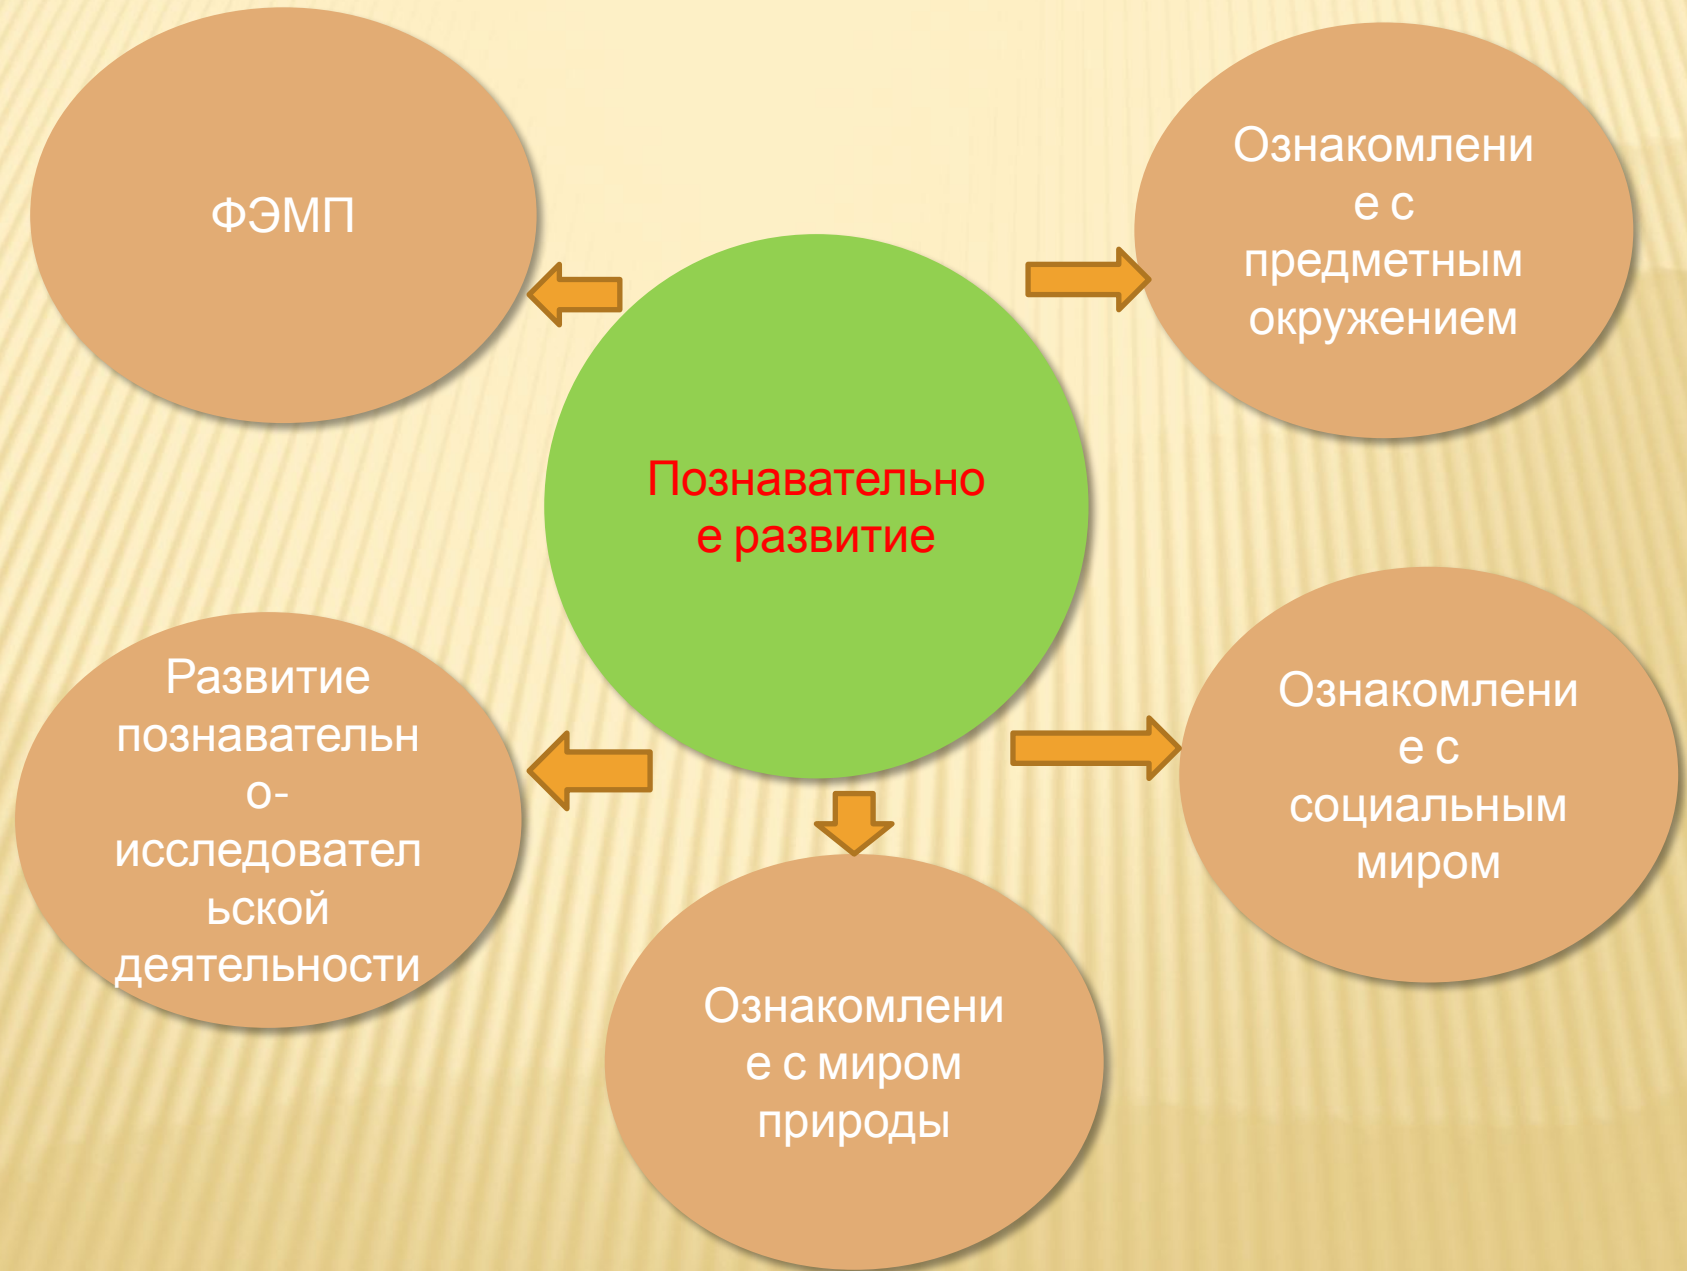 ФЭМП
Ознакомлени
е с
предметным
окружением
Познавательно
е развитие
Развитие
познавательн
о-
исследовател
ьской
деятельности
Ознакомлени
е с
социальным
миром
Ознакомлени
е с миром
природы